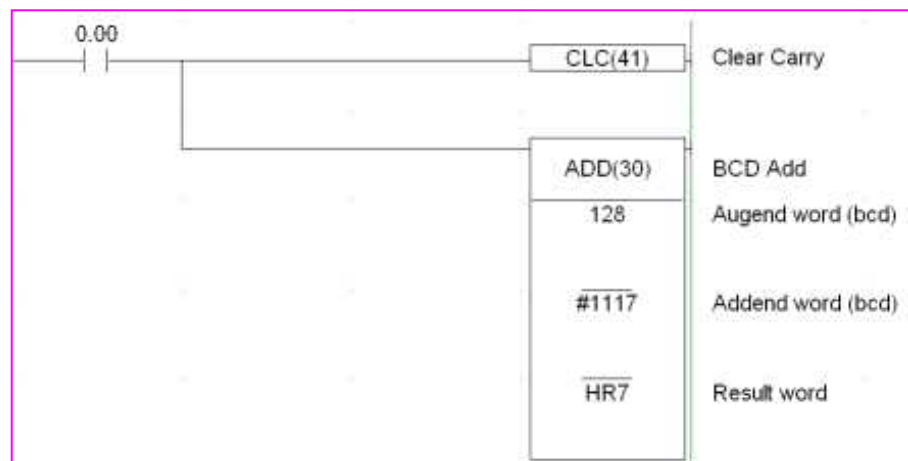 0.00
CLC(41) Clear Carry
ADD(30) BCD Add
128 Augend word (bcd)
#1117 Addend word (bcd)
HR7 Result word